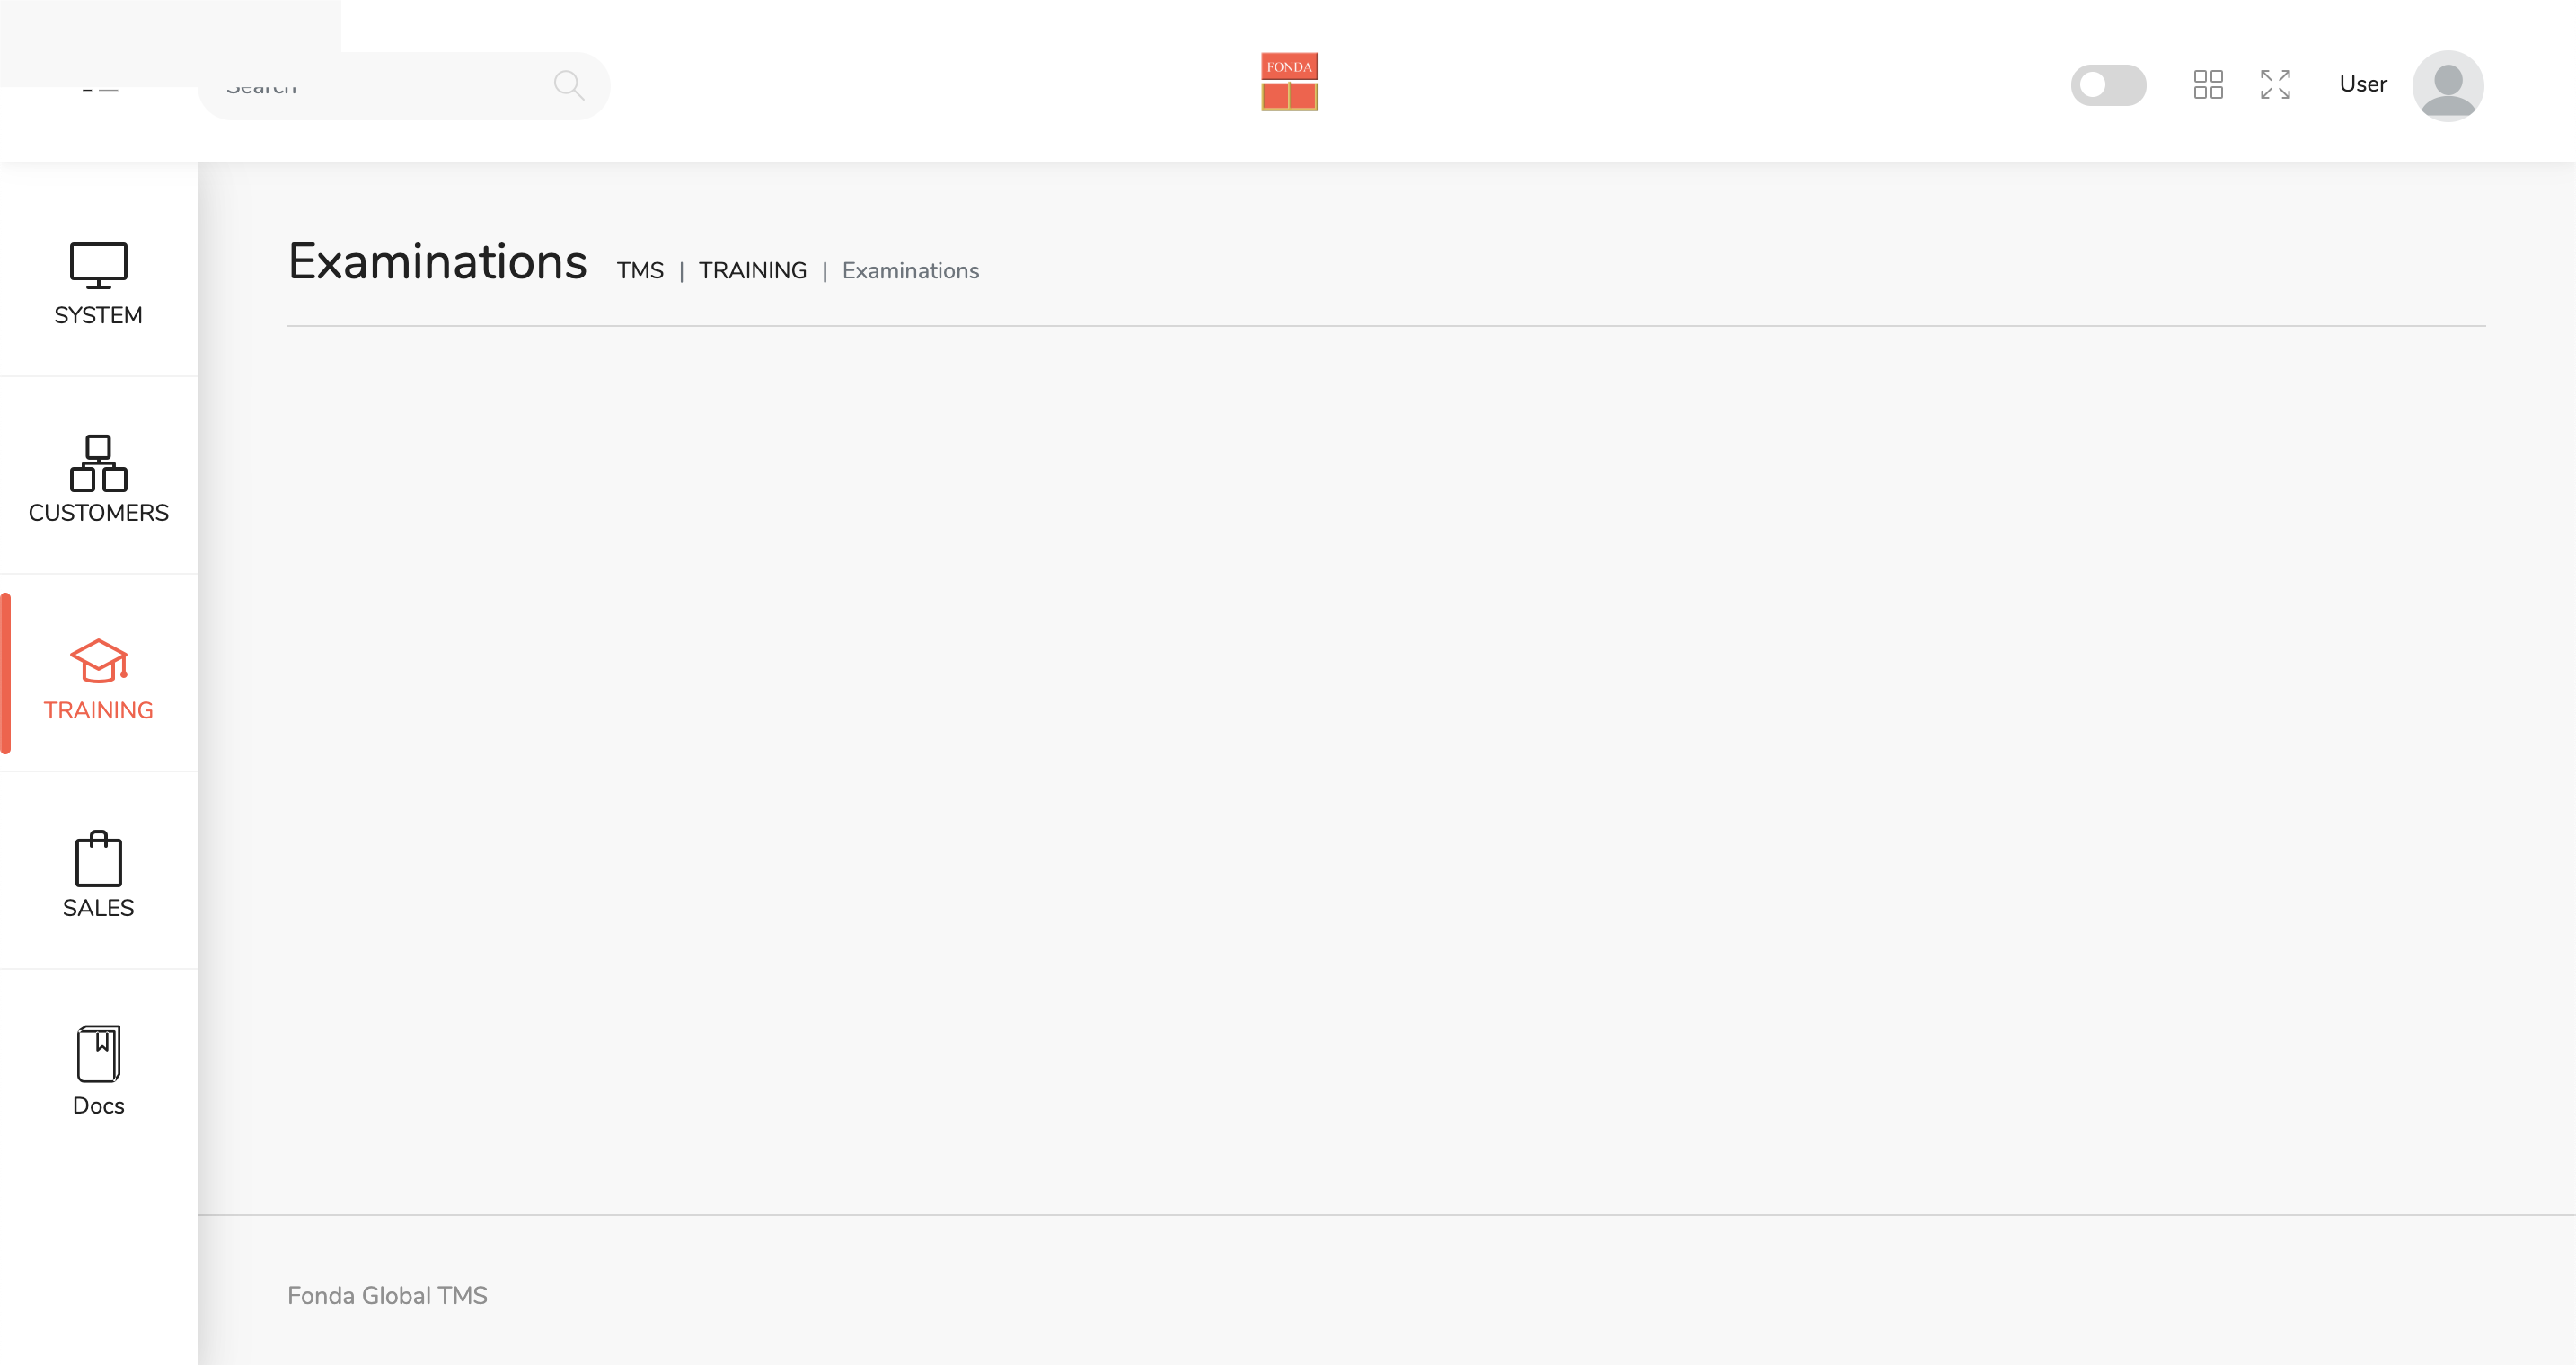 Search
FONDA
User
Examinations TMS | TRAINING | Examinations
SYSTEM
CUSTOMERS
TRAINING
SALES
Docs
Fonda Global TMS